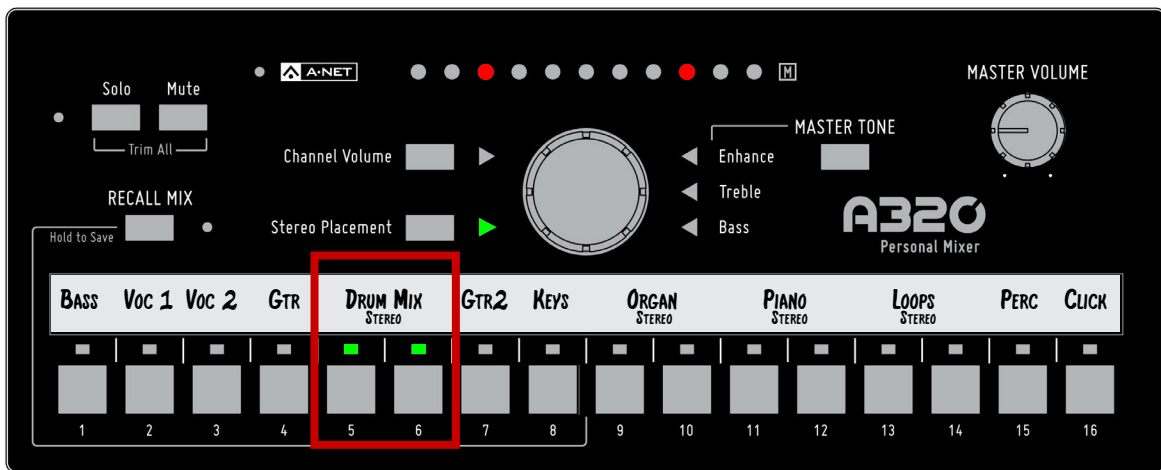 A·NET
M
MASTER VOLUME
Solo Mute
Trim All
MASTER TONE
Channel Volume
Enhance
Treble
RECALL MIX
Hold to Save
Stereo Placement
Bass
A320
Personal Mixer
BASS VOC 1 VOC 2 GTR DRUM MIX GTR2 KEYS ORGAN PIANO LOOPS PERC CLICK
STEREO STEREO STEREO STEREO
1 2 3 4 5 6 7 8 9 10 11 12 13 14 15 16